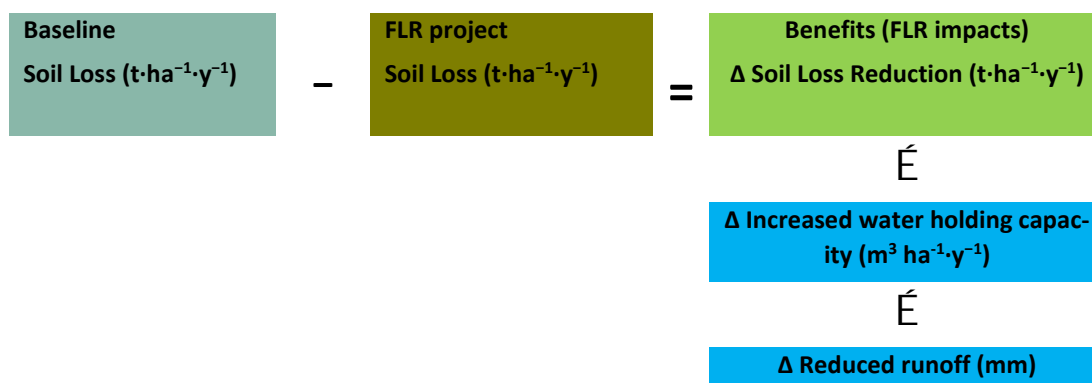 Baseline
Soil Loss (t·ha⁻¹·y⁻¹)
–
FLR project
Soil Loss (t·ha⁻¹·y⁻¹)
=
Benefits (FLR impacts)
Δ Soil Loss Reduction (t·ha⁻¹·y⁻¹)
É
Δ Increased water holding capac-
ity (m³ ha⁻¹·y⁻¹)
É
Δ Reduced runoff (mm)